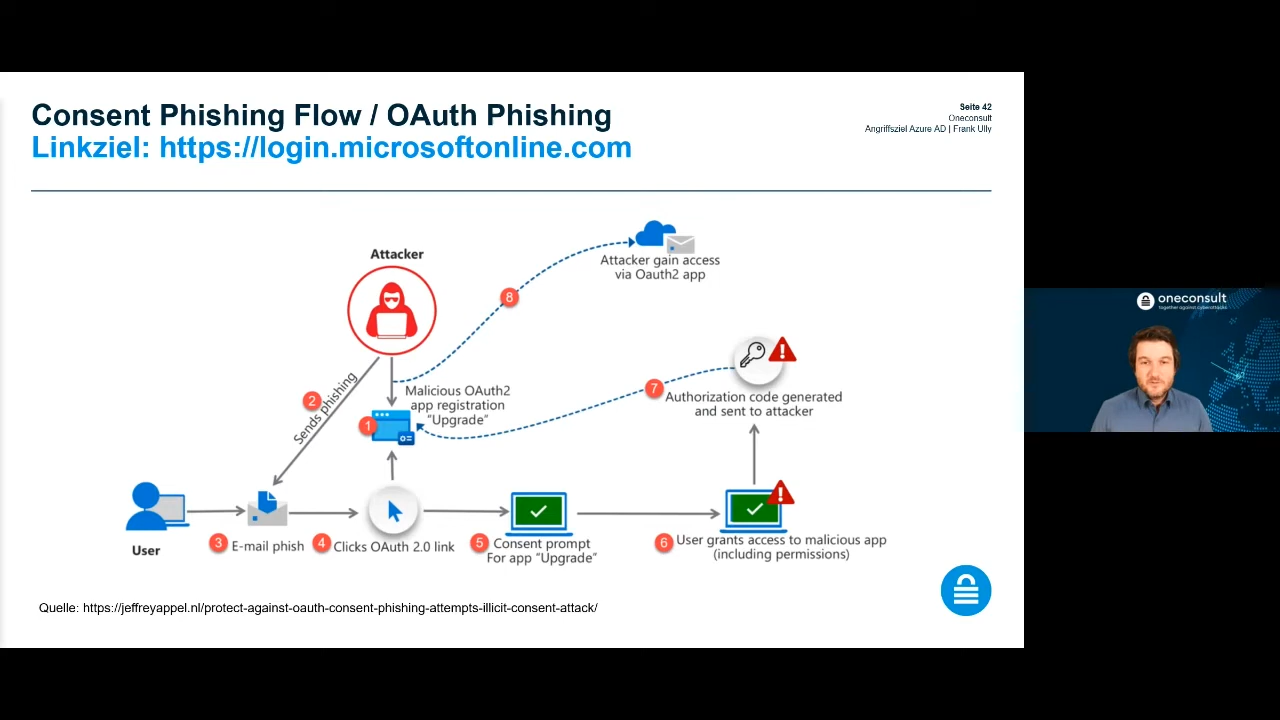 Consent Phishing Flow / OAuth Phishing
Linkziel: https://login.microsoftonline.com
Seite 42
Oneconsult
Angriffsziel Azure AD | Frank Ully
Attacker
Attacker gain access
via Oauth2 app
8
2
Sends phishing
Malicious OAuth2
app registration
"Upgrade"
1
7
Authorization code generated
and sent to attacker
User
3 E-mail phish
4 Clicks OAuth 2.0 link
5 Consent prompt
For app "Upgrade"
6 User grants access to malicious app
(including permissions)
Quelle: https://jeffreyappel.nl/protect-against-oauth-consent-phishing-attempts-illicit-consent-attack/
oneconsult
together against cyberattacks